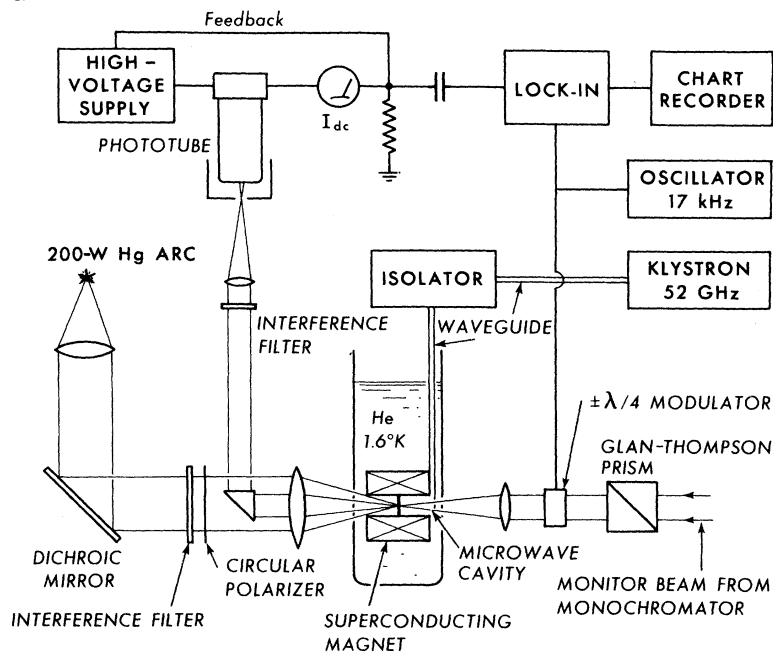 Feedback
HIGH –
VOLTAGE
SUPPLY
I dc
LOCK-IN
CHART
RECORDER
PHOTOTUBE
OSCILLATOR
17 kHz
200-W Hg ARC
ISOLATOR
KLYSTRON
52 GHz
INTERFERENCE
FILTER
WAVEGUIDE
He
1.6°K
±λ/4 MODULATOR
GLAN-THOMPSON
PRISM
DICHROIC
MIRROR
CIRCULAR
POLARIZER
MICROWAVE
CAVITY
MONITOR BEAM FROM
MONOCHROMATOR
INTERFERENCE FILTER
SUPERCONDUCTING
MAGNET